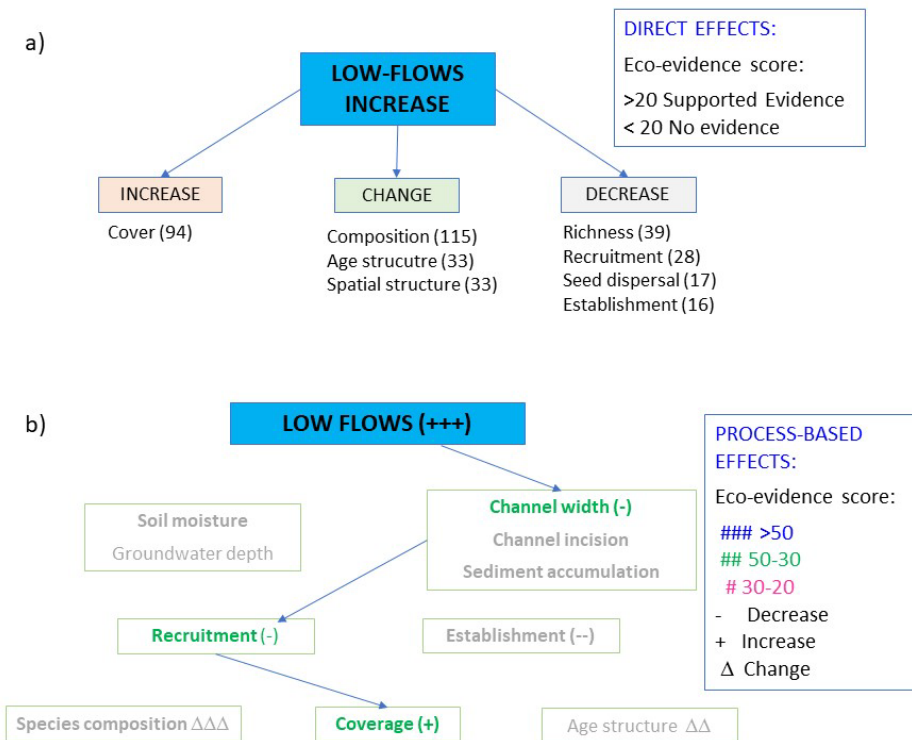 a)
LOW-FLOWS
INCREASE
DIRECT EFFECTS:
Eco-evidence score:
>20 Supported Evidence
< 20 No evidence
INCREASE
Cover (94)
CHANGE
Composition (115)
Age strucutre (33)
Spatial structure (33)
DECREASE
Richness (39)
Recruitment (28)
Seed dispersal (17)
Establishment (16)
b)
LOW FLOWS (+++)
PROCESS-BASED
EFFECTS:
Eco-evidence score:
### >50
## 50-30
# 30-20
- Decrease
+ Increase
Δ Change
Soil moisture
Groundwater depth
Channel width (-)
Channel incision
Sediment accumulation
Recruitment (-)
Establishment (--)
Species composition ΔΔΔ
Coverage (+)
Age structure ΔΔ